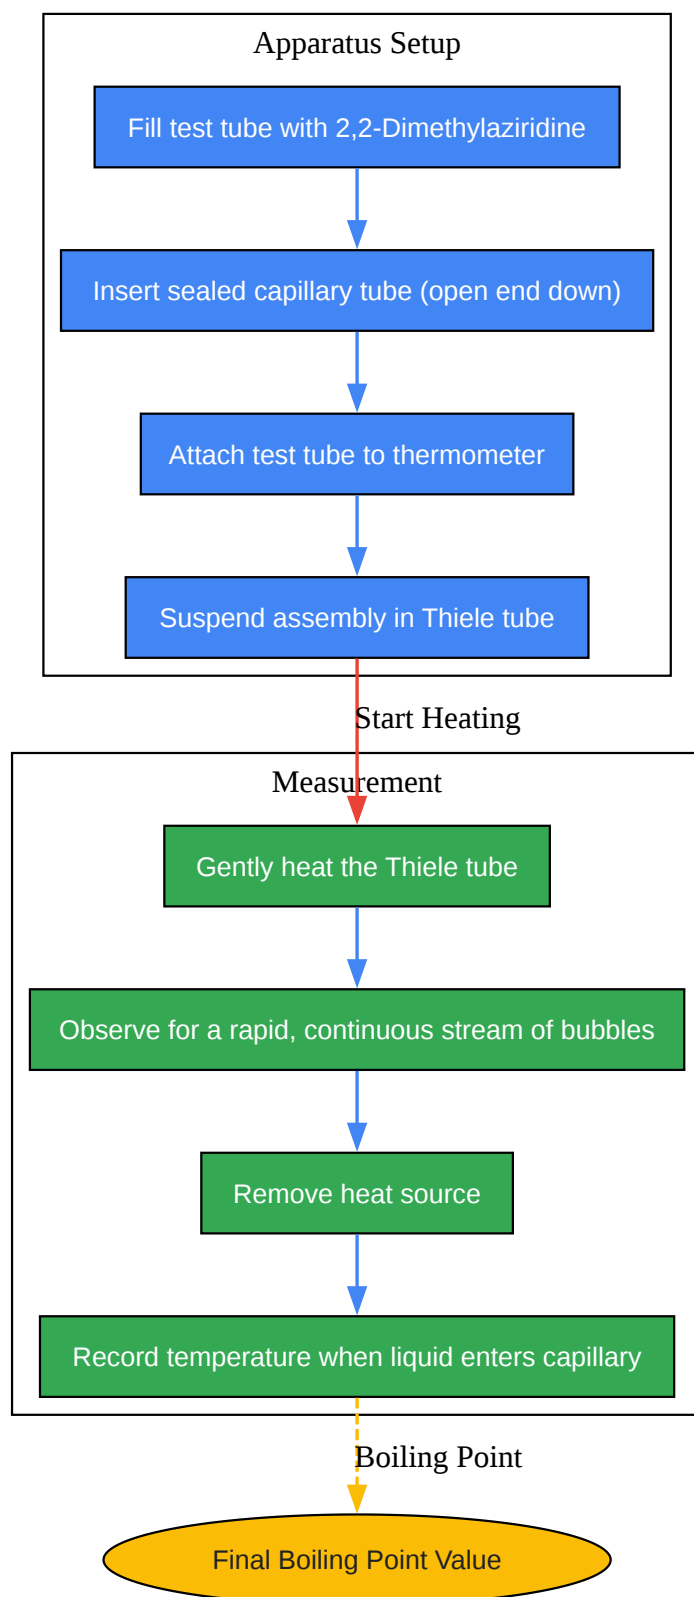 Apparatus Setup
Fill test tube with 2,2-Dimethylaziridine
Insert sealed capillary tube (open end down)
Attach test tube to thermometer
Suspend assembly in Thiele tube
Start Heating
Measurement
Gently heat the Thiele tube
Observe for a rapid, continuous stream of bubbles
Remove heat source
Record temperature when liquid enters capillary
Boiling Point
Final Boiling Point Value